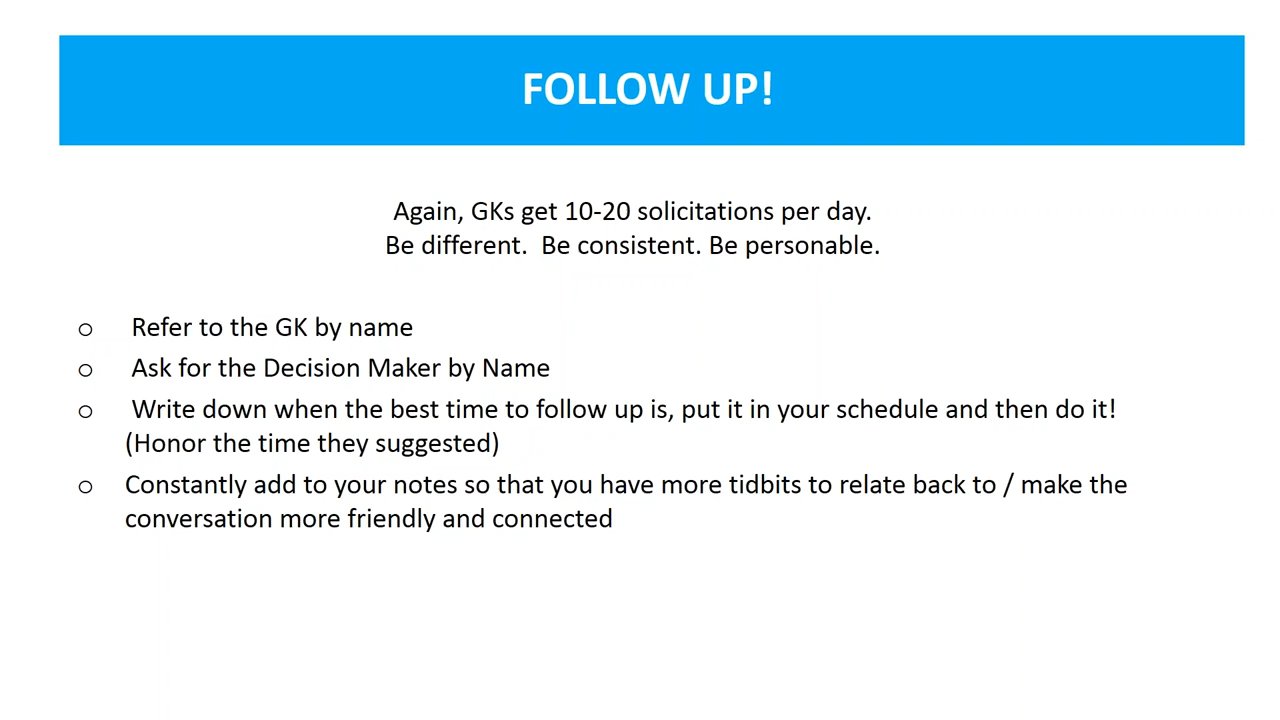 FOLLOW UP!
Again, GKs get 10-20 solicitations per day.
Be different.  Be consistent. Be personable.
o Refer to the GK by name
o Ask for the Decision Maker by Name
o Write down when the best time to follow up is, put it in your schedule and then do it!
(Honor the time they suggested)
o Constantly add to your notes so that you have more tidbits to relate back to / make the
conversation more friendly and connected